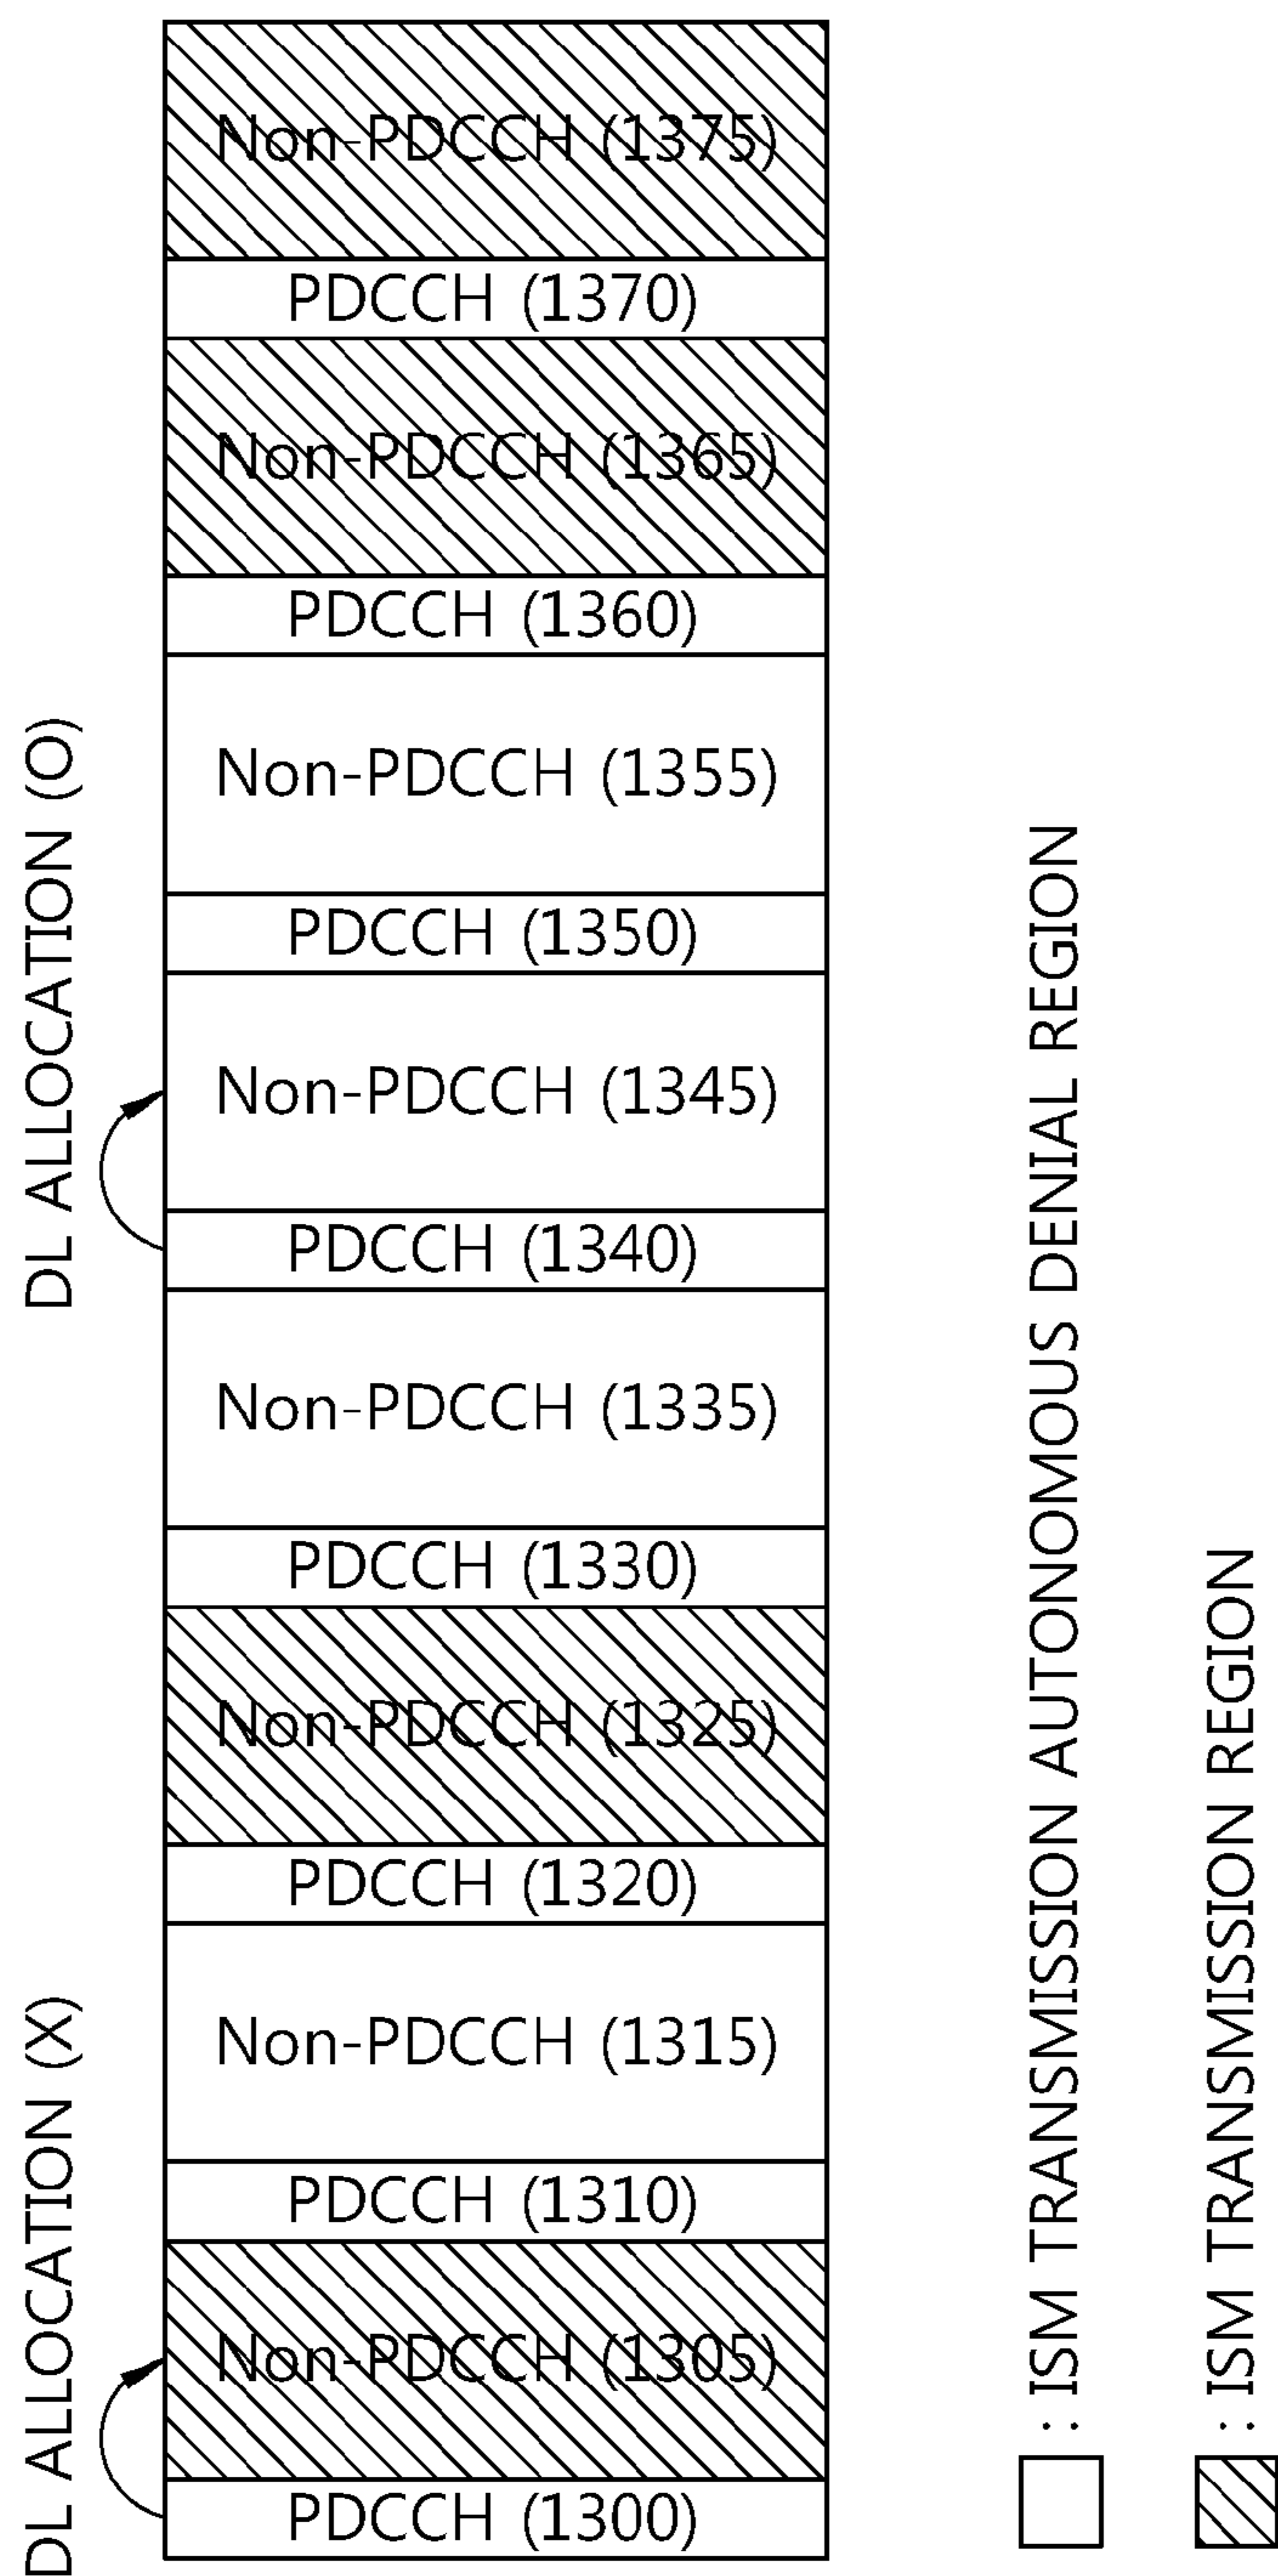 Non-PDCCH (1375)
PDCCH (1370)
Non-PDCCH (1365)
PDCCH (1360)
Non-PDCCH (1355)
PDCCH (1350)
Non-PDCCH (1345)
PDCCH (1340)
Non-PDCCH (1335)
PDCCH (1330)
Non-PDCCH (1325)
PDCCH (1320)
Non-PDCCH (1315)
PDCCH (1310)
Non-PDCCH (1305)
PDCCH (1300)
DL ALLOCATION (O)
DL ALLOCATION (X)
: ISM TRANSMISSION AUTONOMOUS DENIAL REGION
: ISM TRANSMISSION REGION